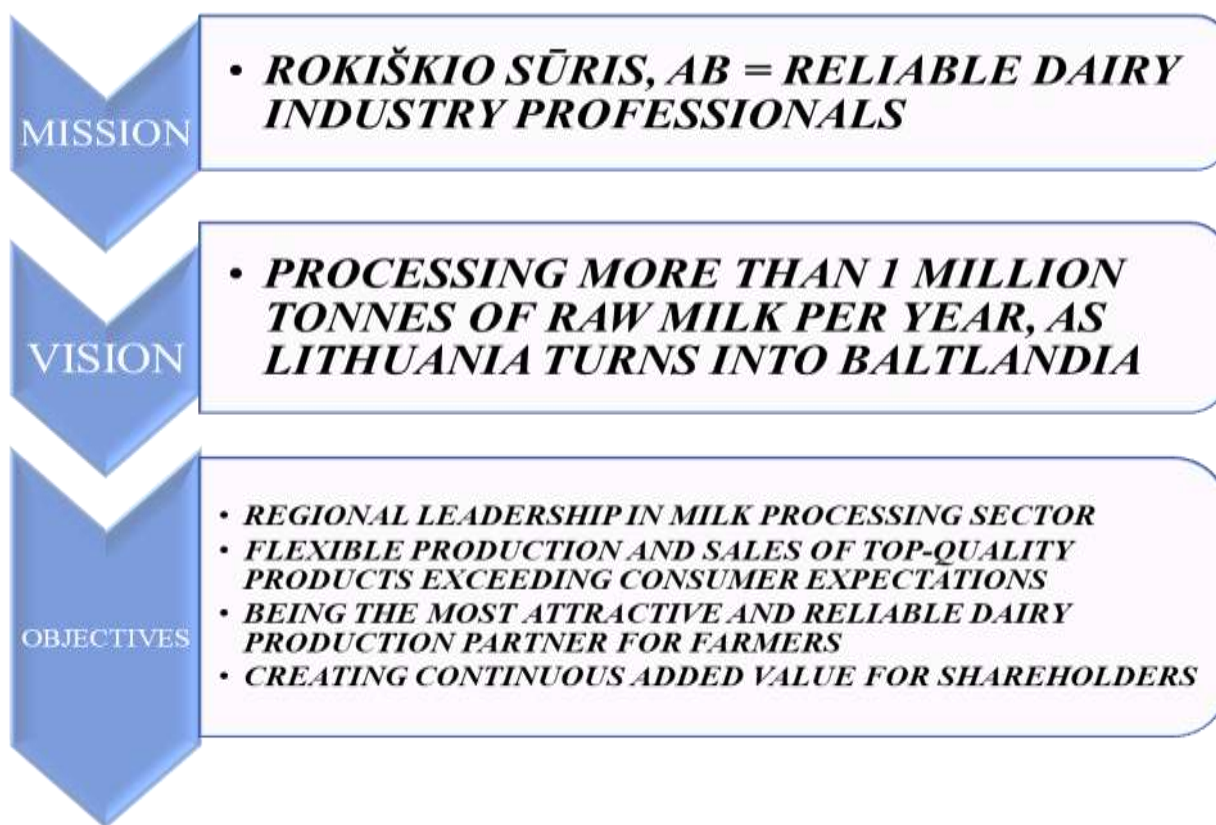 MISSION
• ROKIŠKIO SŪRIS, AB = RELIABLE DAIRY
INDUSTRY PROFESSIONALS
VISION
• PROCESSING MORE THAN 1 MILLION
TONNES OF RAW MILK PER YEAR, AS
LITHUANIA TURNS INTO BALTLANDIA
OBJECTIVES
• REGIONAL LEADERSHIP IN MILK PROCESSING SECTOR
• FLEXIBLE PRODUCTION AND SALES OF TOP-QUALITY
PRODUCTS EXCEEDING CONSUMER EXPECTATIONS
• BEING THE MOST ATTRACTIVE AND RELIABLE DAIRY
PRODUCTION PARTNER FOR FARMERS
• CREATING CONTINUOUS ADDED VALUE FOR SHAREHOLDERS